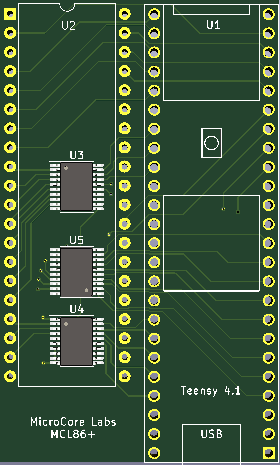 U2
U1
U3
U5
U4
Teensy 4.1
MicroCore Labs
MCL86+
USB